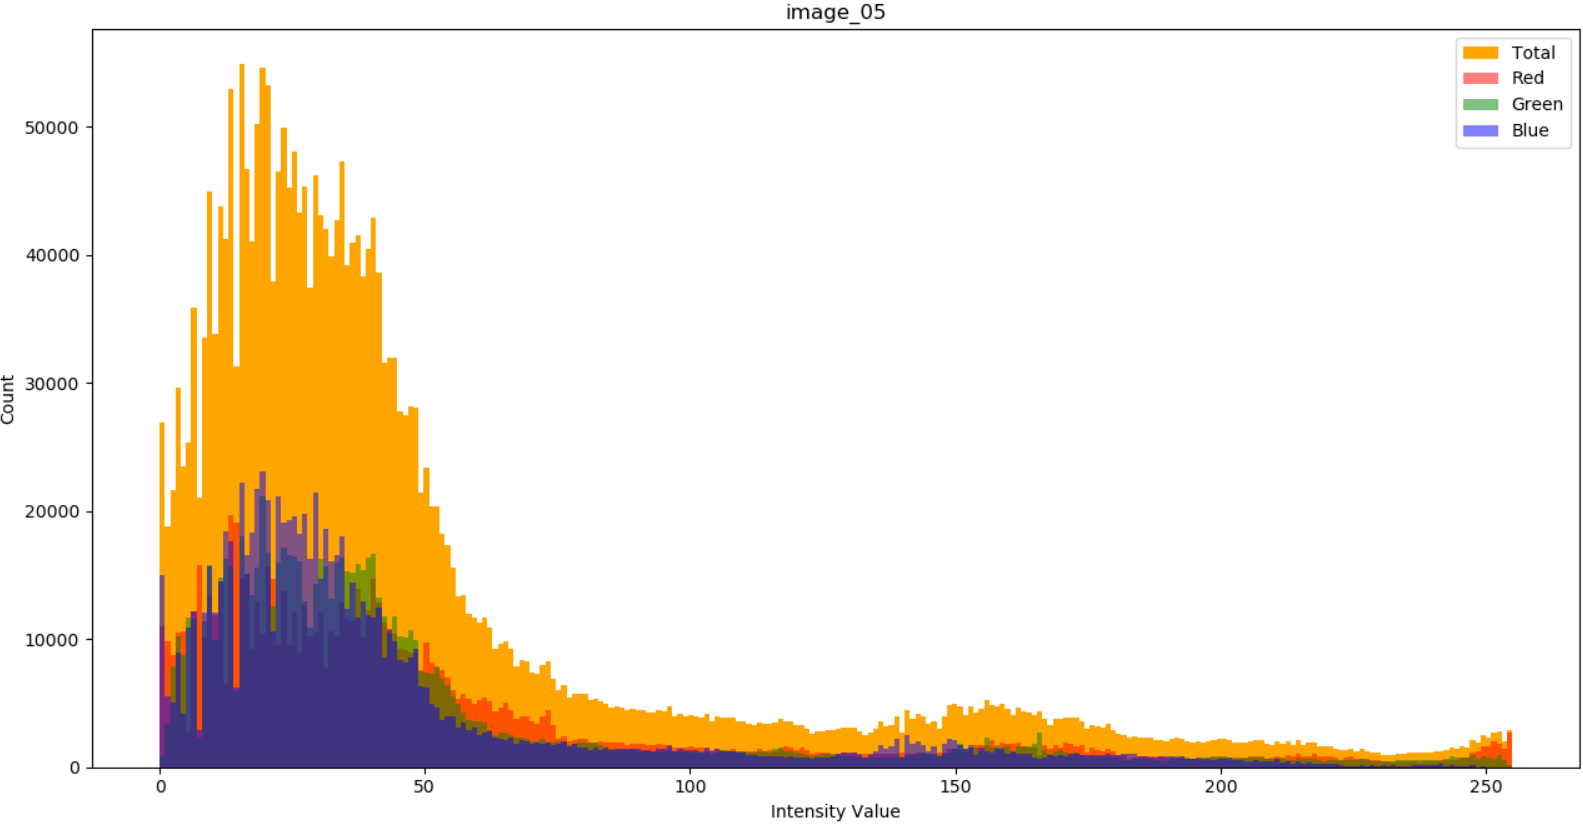 image_05
Total
Red
Green
Blue
50000
40000
30000
20000
10000
0
Count
0 50 100 150 200 250
Intensity Value